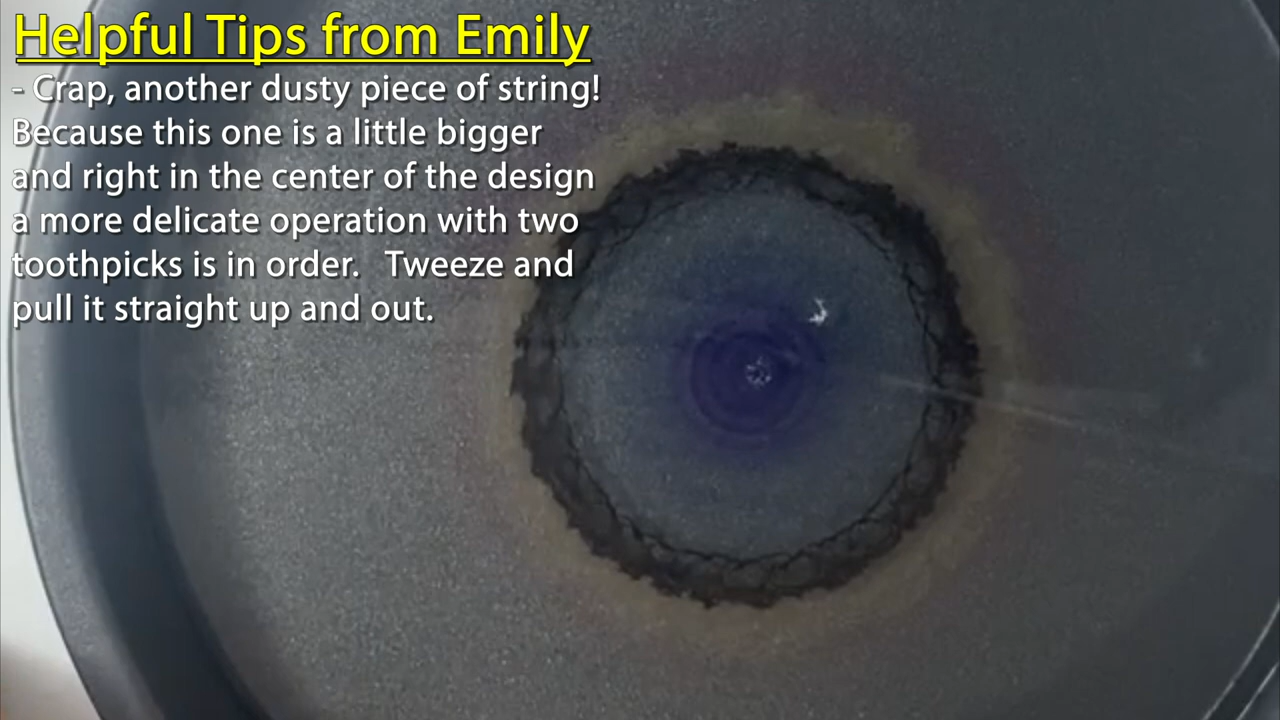 Helpful Tips from Emily
- Crap, another dusty piece of string!
Because this one is a little bigger
and right in the center of the design
a more delicate operation with two
toothpicks is in order.   Tweeze and
pull it straight up and out.